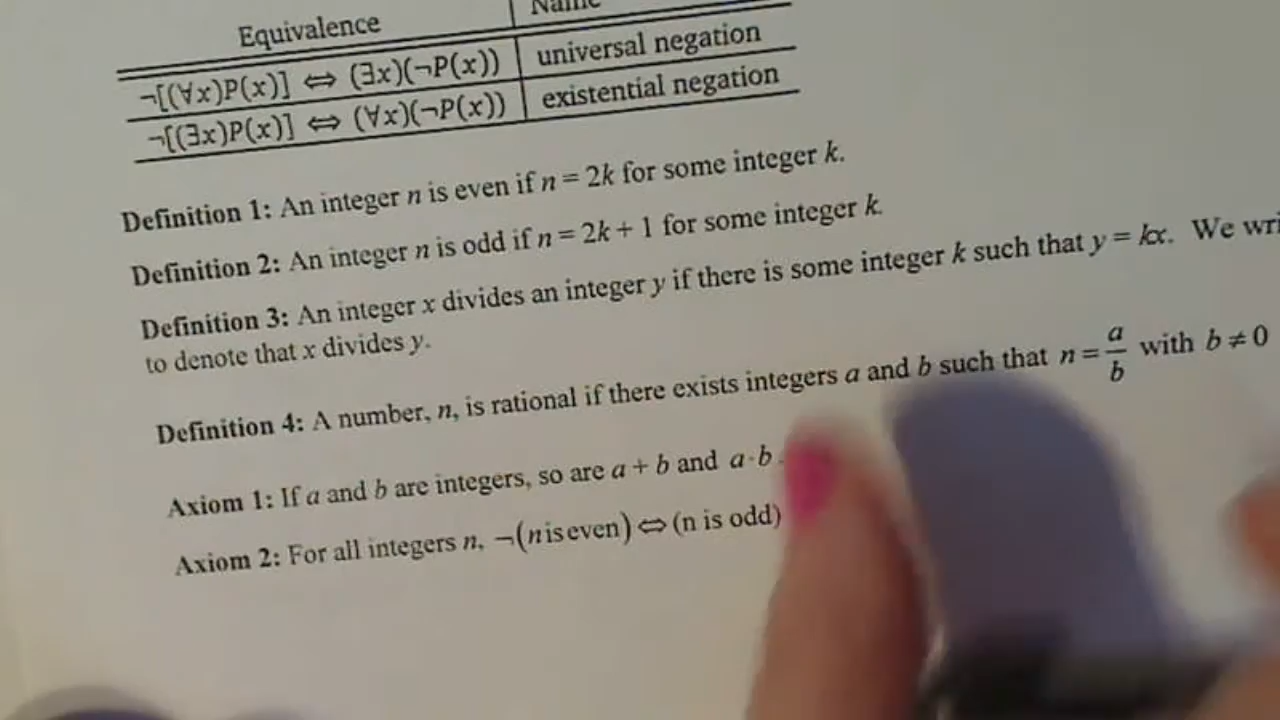 Equivalence Name
¬[(∀x)P(x)] ⇔ (∃x)(¬P(x)) universal negation
¬[(∃x)P(x)] ⇔ (∀x)(¬P(x)) existential negation
Definition 1: An integer n is even if n = 2k for some integer k.
Definition 2: An integer n is odd if n = 2k + 1 for some integer k.
Definition 3: An integer x divides an integer y if there is some integer k such that y = kx. We wri
to denote that x divides y.
Definition 4: A number, n, is rational if there exists integers a and b such that n = a/b with b ≠ 0
Axiom 1: If a and b are integers, so are a + b and a·b.
Axiom 2: For all integers n, ¬(n is even) ⇔ (n is odd)